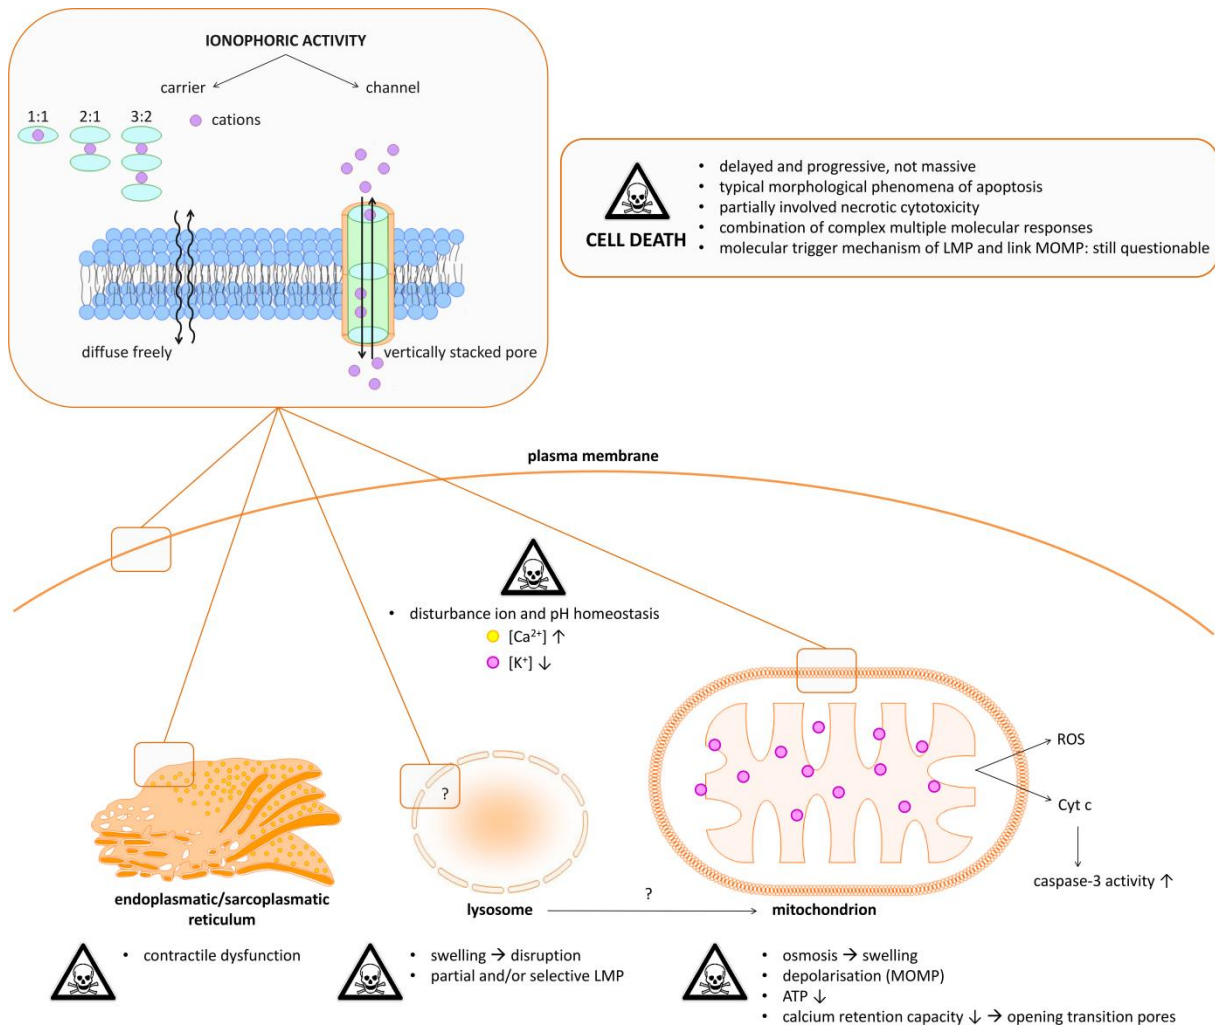 IONOPHORIC ACTIVITY
carrier
channel
1:1
2:1
3:2
cations
diffuse freely
vertically stacked pore
CELL DEATH
• delayed and progressive, not massive
• typical morphological phenomena of apoptosis
• partially involved necrotic cytotoxicity
• combination of complex multiple molecular responses
• molecular trigger mechanism of LMP and link MOMP: still questionable
plasma membrane
• disturbance ion and pH homeostasis
[Ca²⁺] ↑
[K⁺] ↓
?
ROS
Cyt c
caspase-3 activity ↑
endoplasmatic/sarcoplasmatic
reticulum
lysosome
?
mitochondrion
• contractile dysfunction
• swelling → disruption
• partial and/or selective LMP
• osmosis → swelling
• depolarisation (MOMP)
• ATP ↓
• calcium retention capacity ↓ → opening transition pores